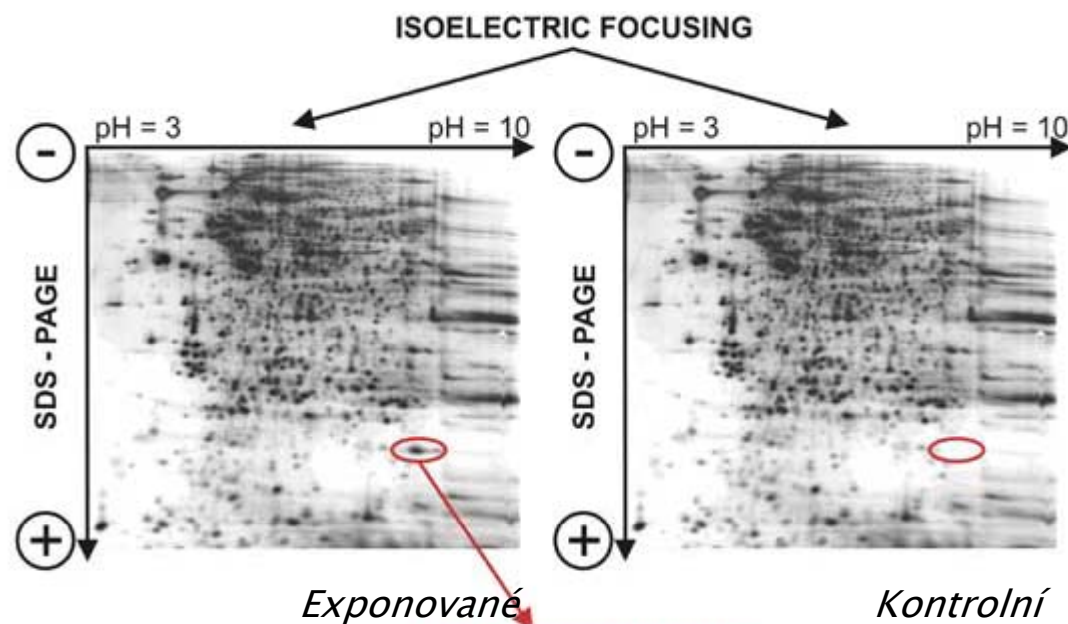 ISOELECTRIC FOCUSING
pH = 3 pH = 10 pH = 3 pH = 10
-
-
SDS - PAGE
SDS - PAGE
+
+
Exponované Kontrolní